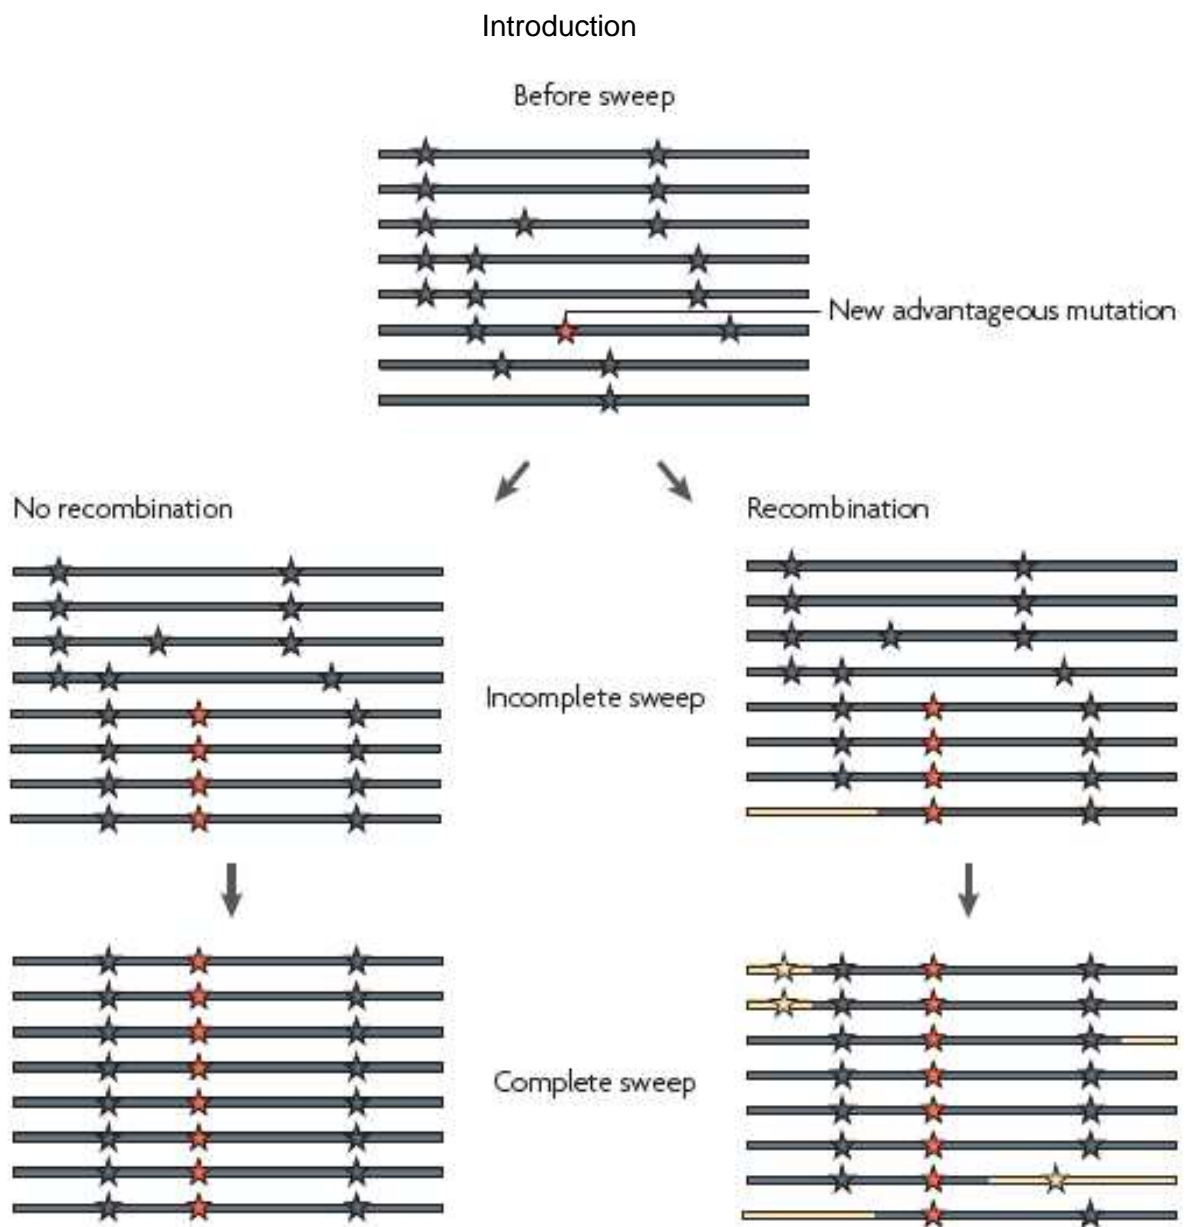 Introduction
Before sweep
New advantageous mutation
No recombination
Recombination
Incomplete sweep
Complete sweep